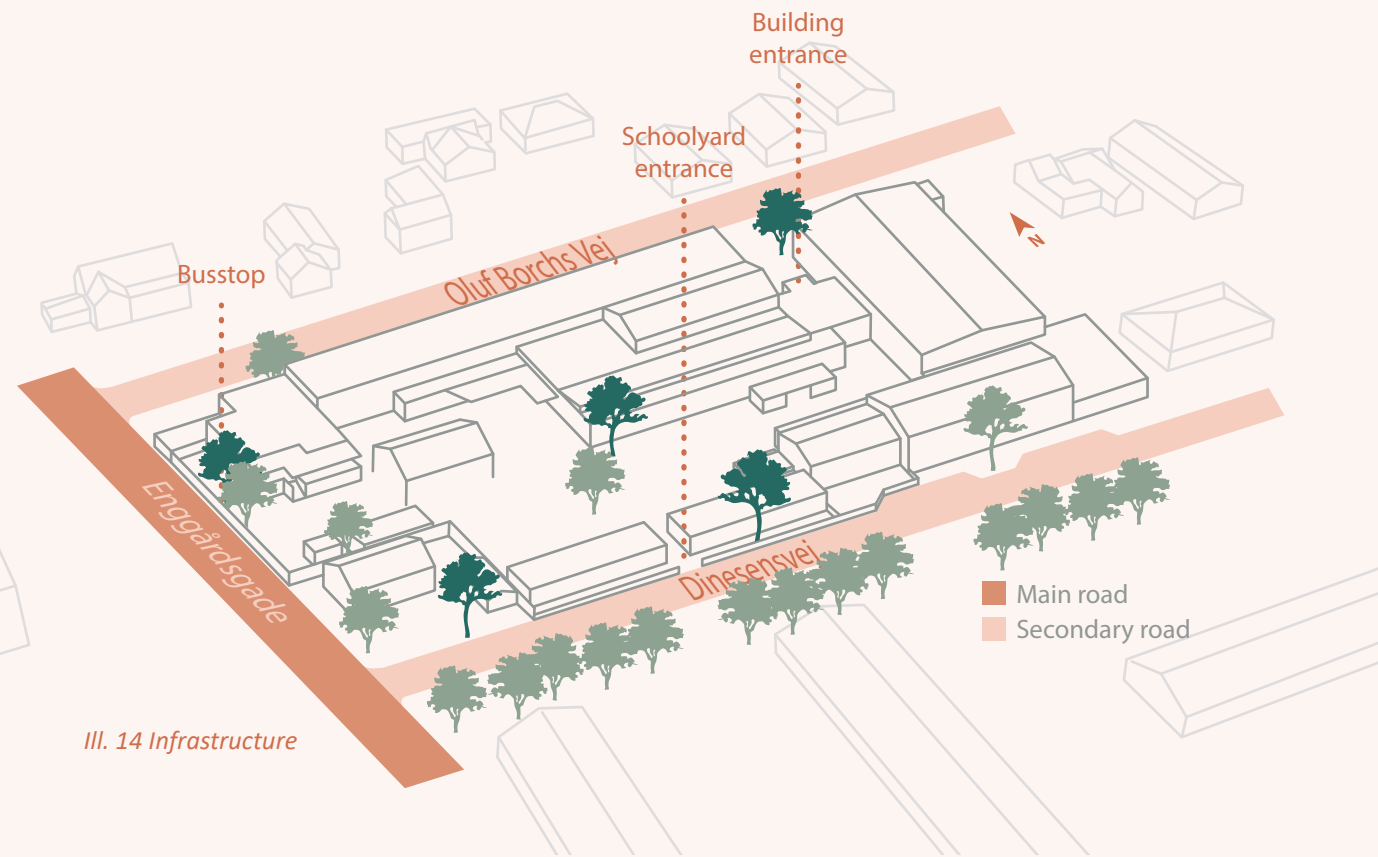 Building
entrance
Schoolyard
entrance
Busstop
Oluf Borchs Vej
N
Enggårdsgade
Dinesensvej
Main road
Secondary road
Ill. 14 Infrastructure